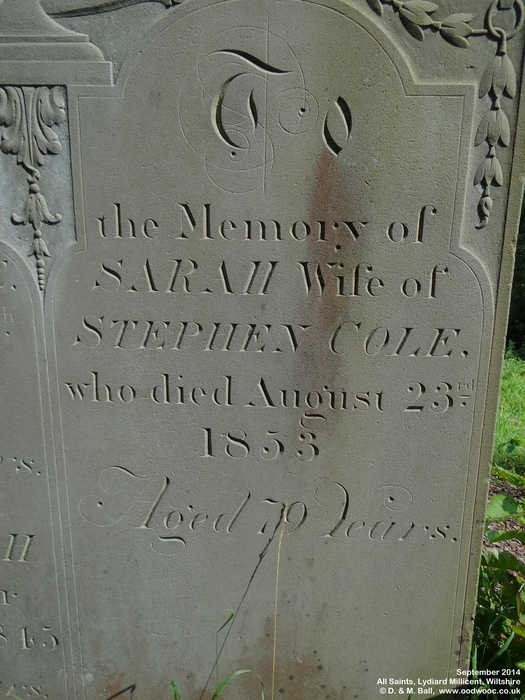 To
the Memory of
SARAH Wife of
STEPHEN COLE,
who died August 23rd
1853
Aged 79 Years.
September 2014
All Saints, Lydiard Millicent, Wiltshire
© D. & M. Ball, www.oodwooc.co.uk